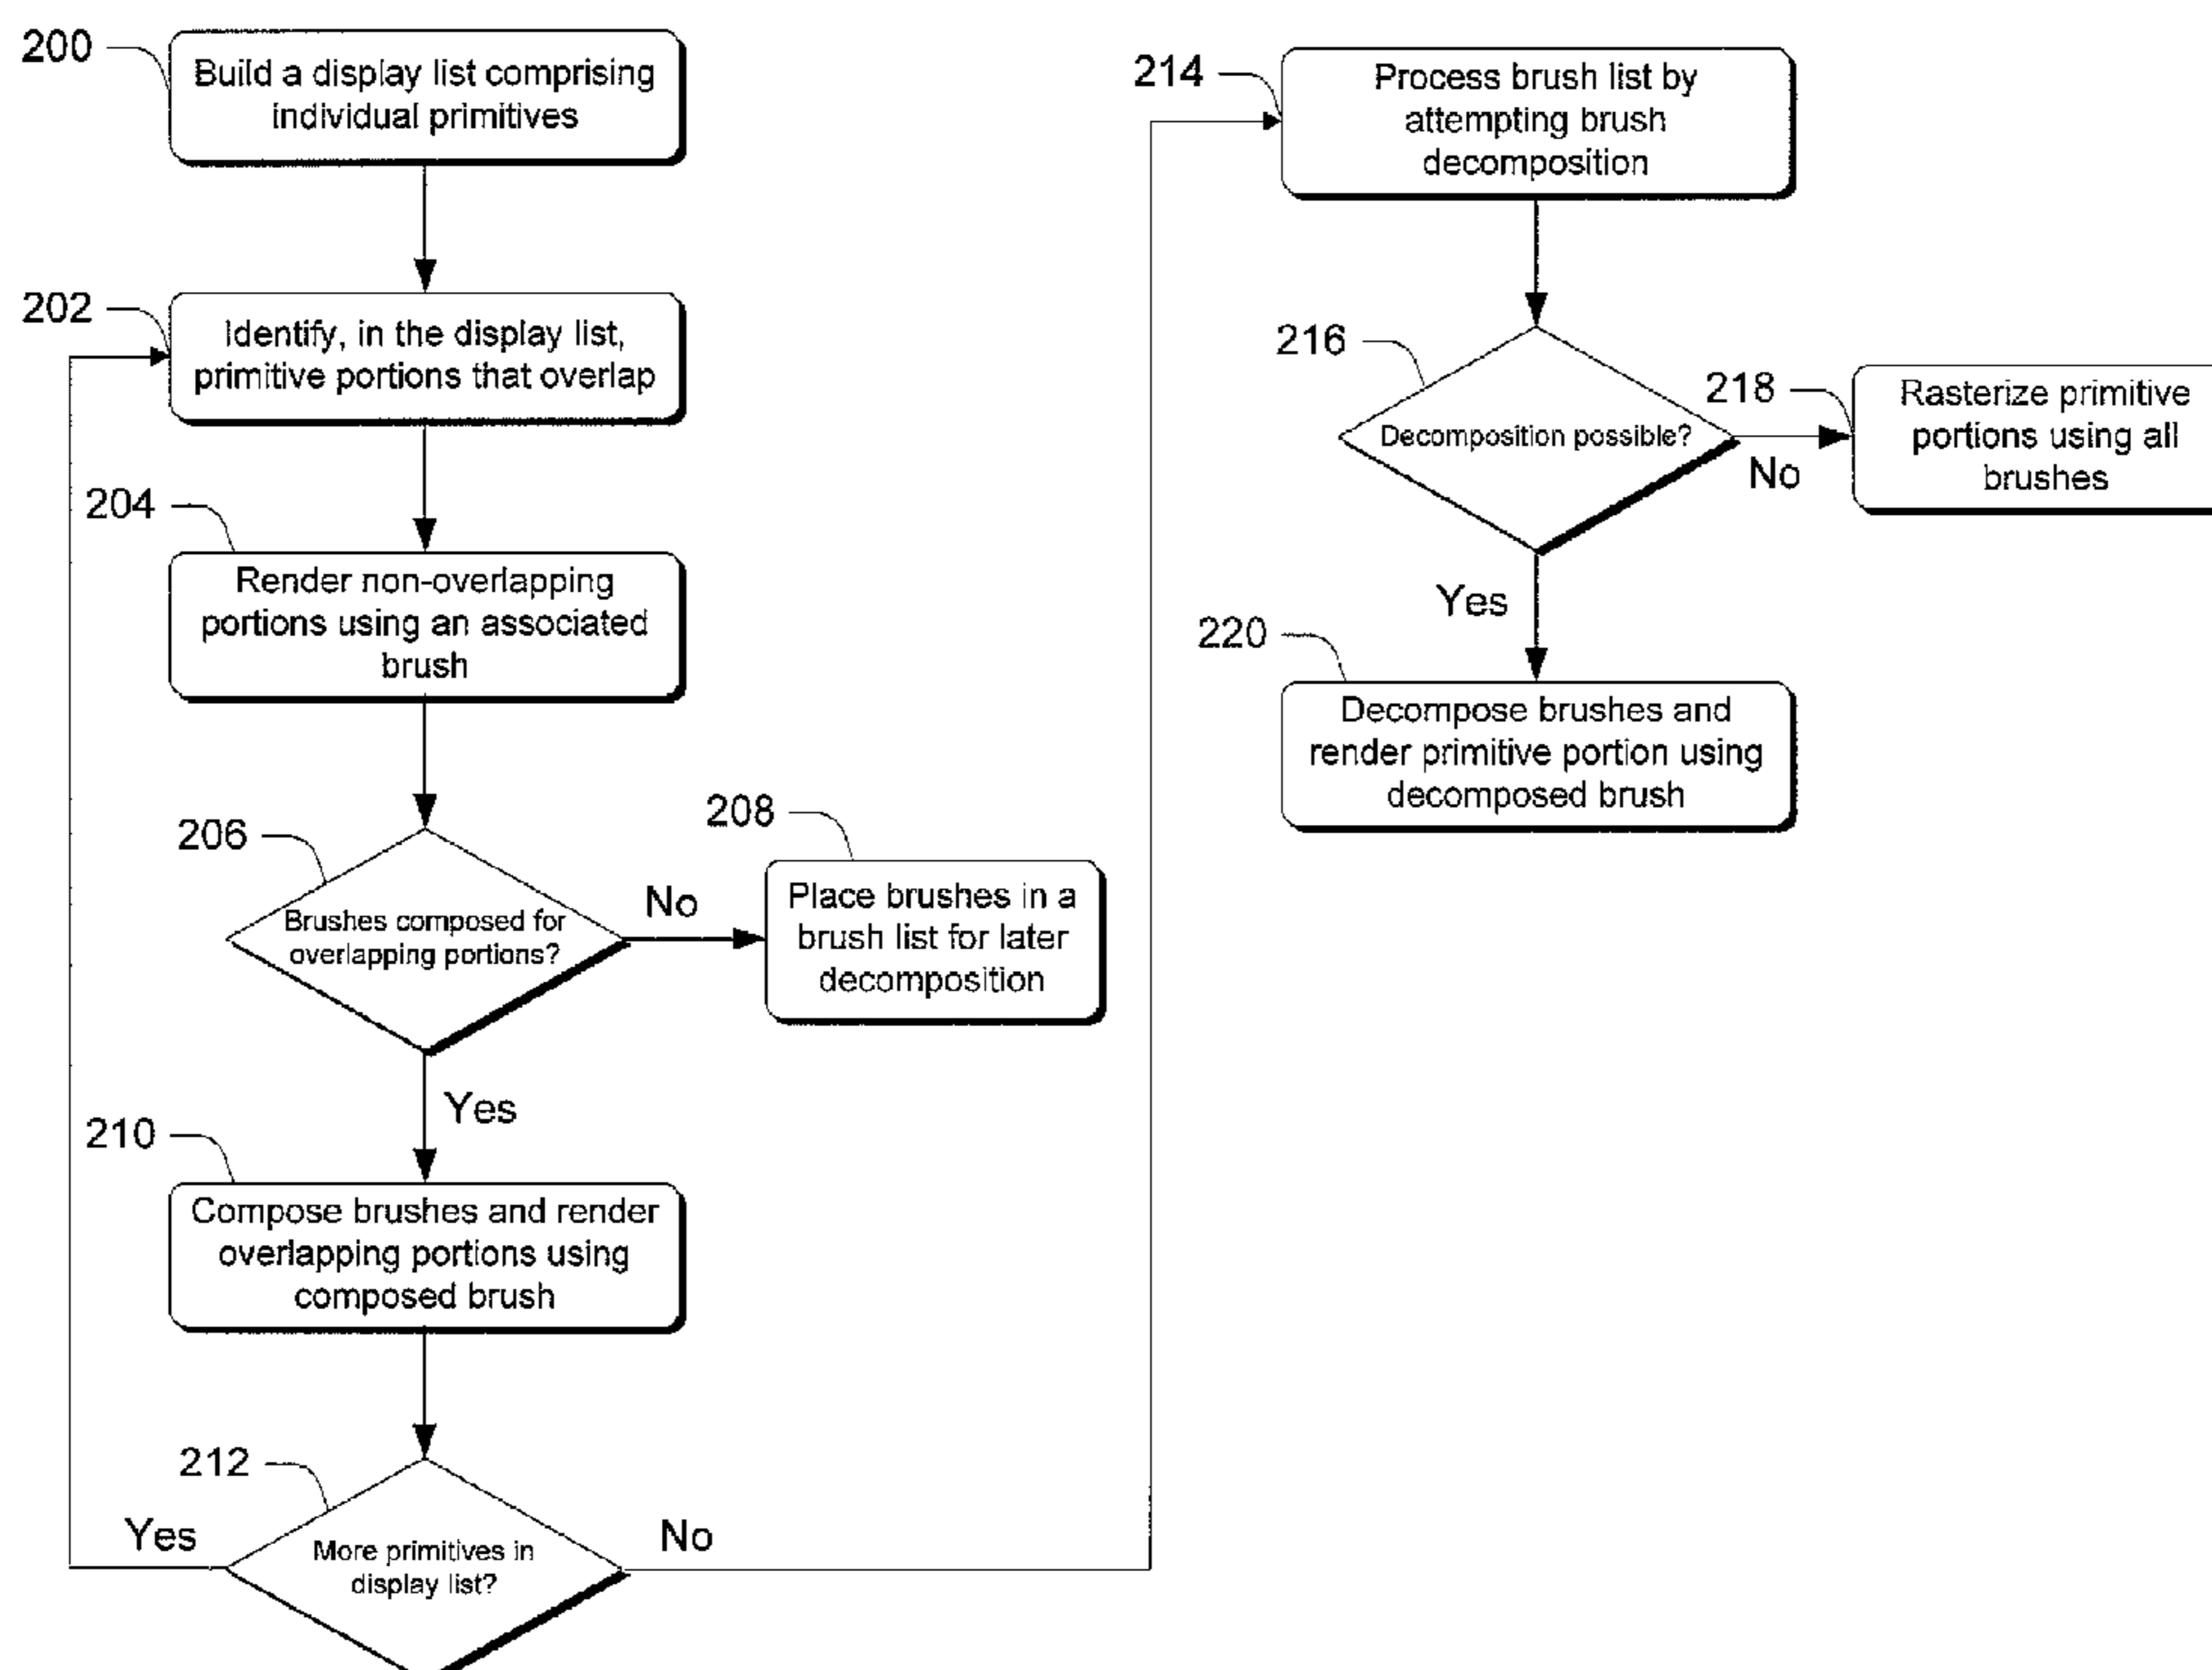 200
Build a display list comprising
individual primitives
202
Identify, in the display list,
primitive portions that overlap
204
Render non-overlapping
portions using an associated
brush
206
Brushes composed for
overlapping portions?
No
208
Place brushes in a
brush list for later
decomposition
Yes
210
Compose brushes and render
overlapping portions using
composed brush
212
More primitives in
display list?
Yes
No
214
Process brush list by
attempting brush
decomposition
216
Decomposition possible?
No
218
Rasterize primitive
portions using all
brushes
Yes
220
Decompose brushes and
render primitive portion using
decomposed brush